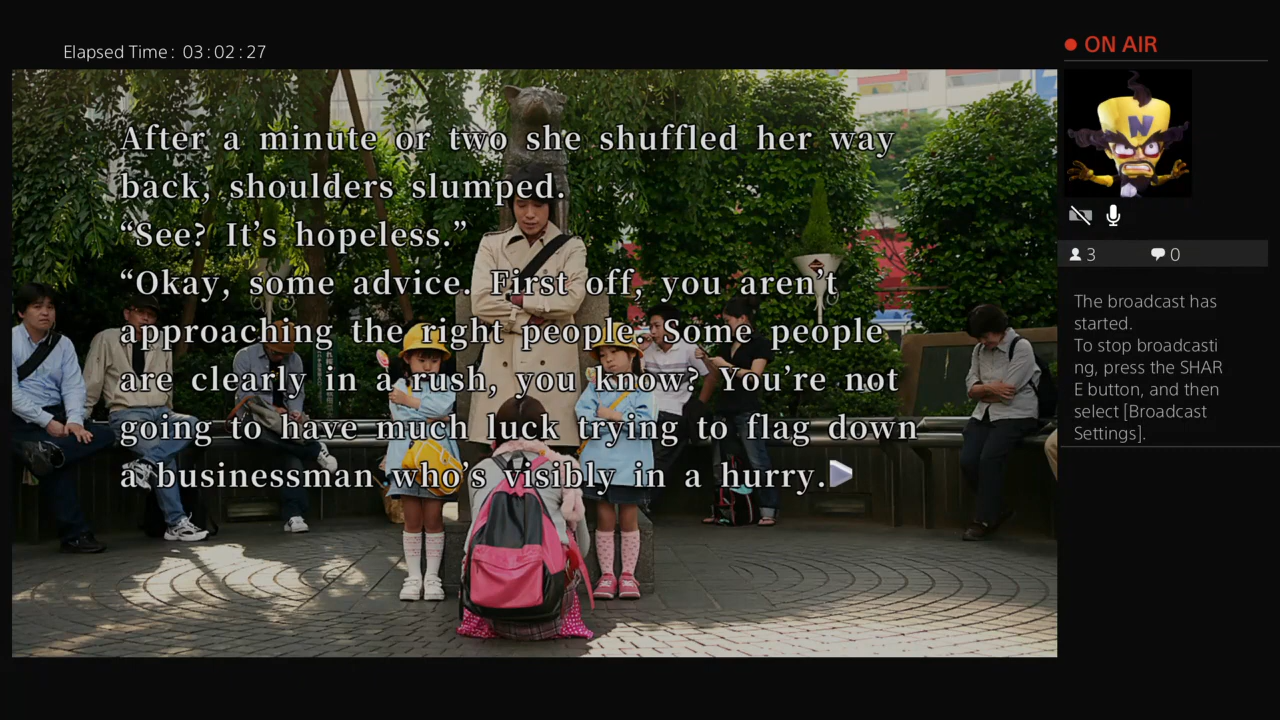 Elapsed Time: 03:02:27
ON AIR
After a minute or two she shuffled her way
back, shoulders slumped.
“See? It’s hopeless.”
“Okay, some advice. First off, you aren’t
approaching the right people. Some people
are clearly in a rush, you know? You’re not
going to have much luck trying to flag down
a businessman who’s visibly in a hurry.
N
3
0
The broadcast has
started.
To stop broadcasti
ng, press the SHAR
E button, and then
select [Broadcast
Settings].